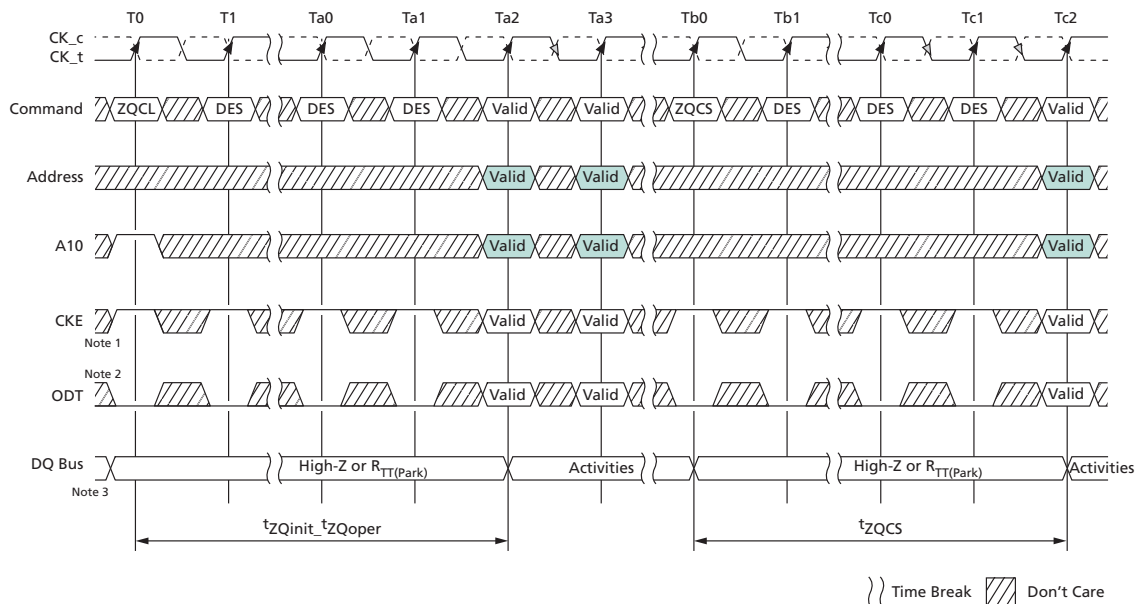 T0 T1 Ta0 Ta1 Ta2 Ta3 Tb0 Tb1 Tc0 Tc1 Tc2
CK_c
CK_t
Command ZQCL DES DES DES Valid Valid ZQCS DES DES DES Valid
Address Valid Valid Valid
A10 Valid Valid Valid
CKE Valid Valid Valid
Note 1
Note 2
ODT Valid Valid Valid
DQ Bus High-Z or RTT(Park) Activities High-Z or RTT(Park) Activities
Note 3
tZQinit_tZQoper tZQCS
Time Break Don't Care